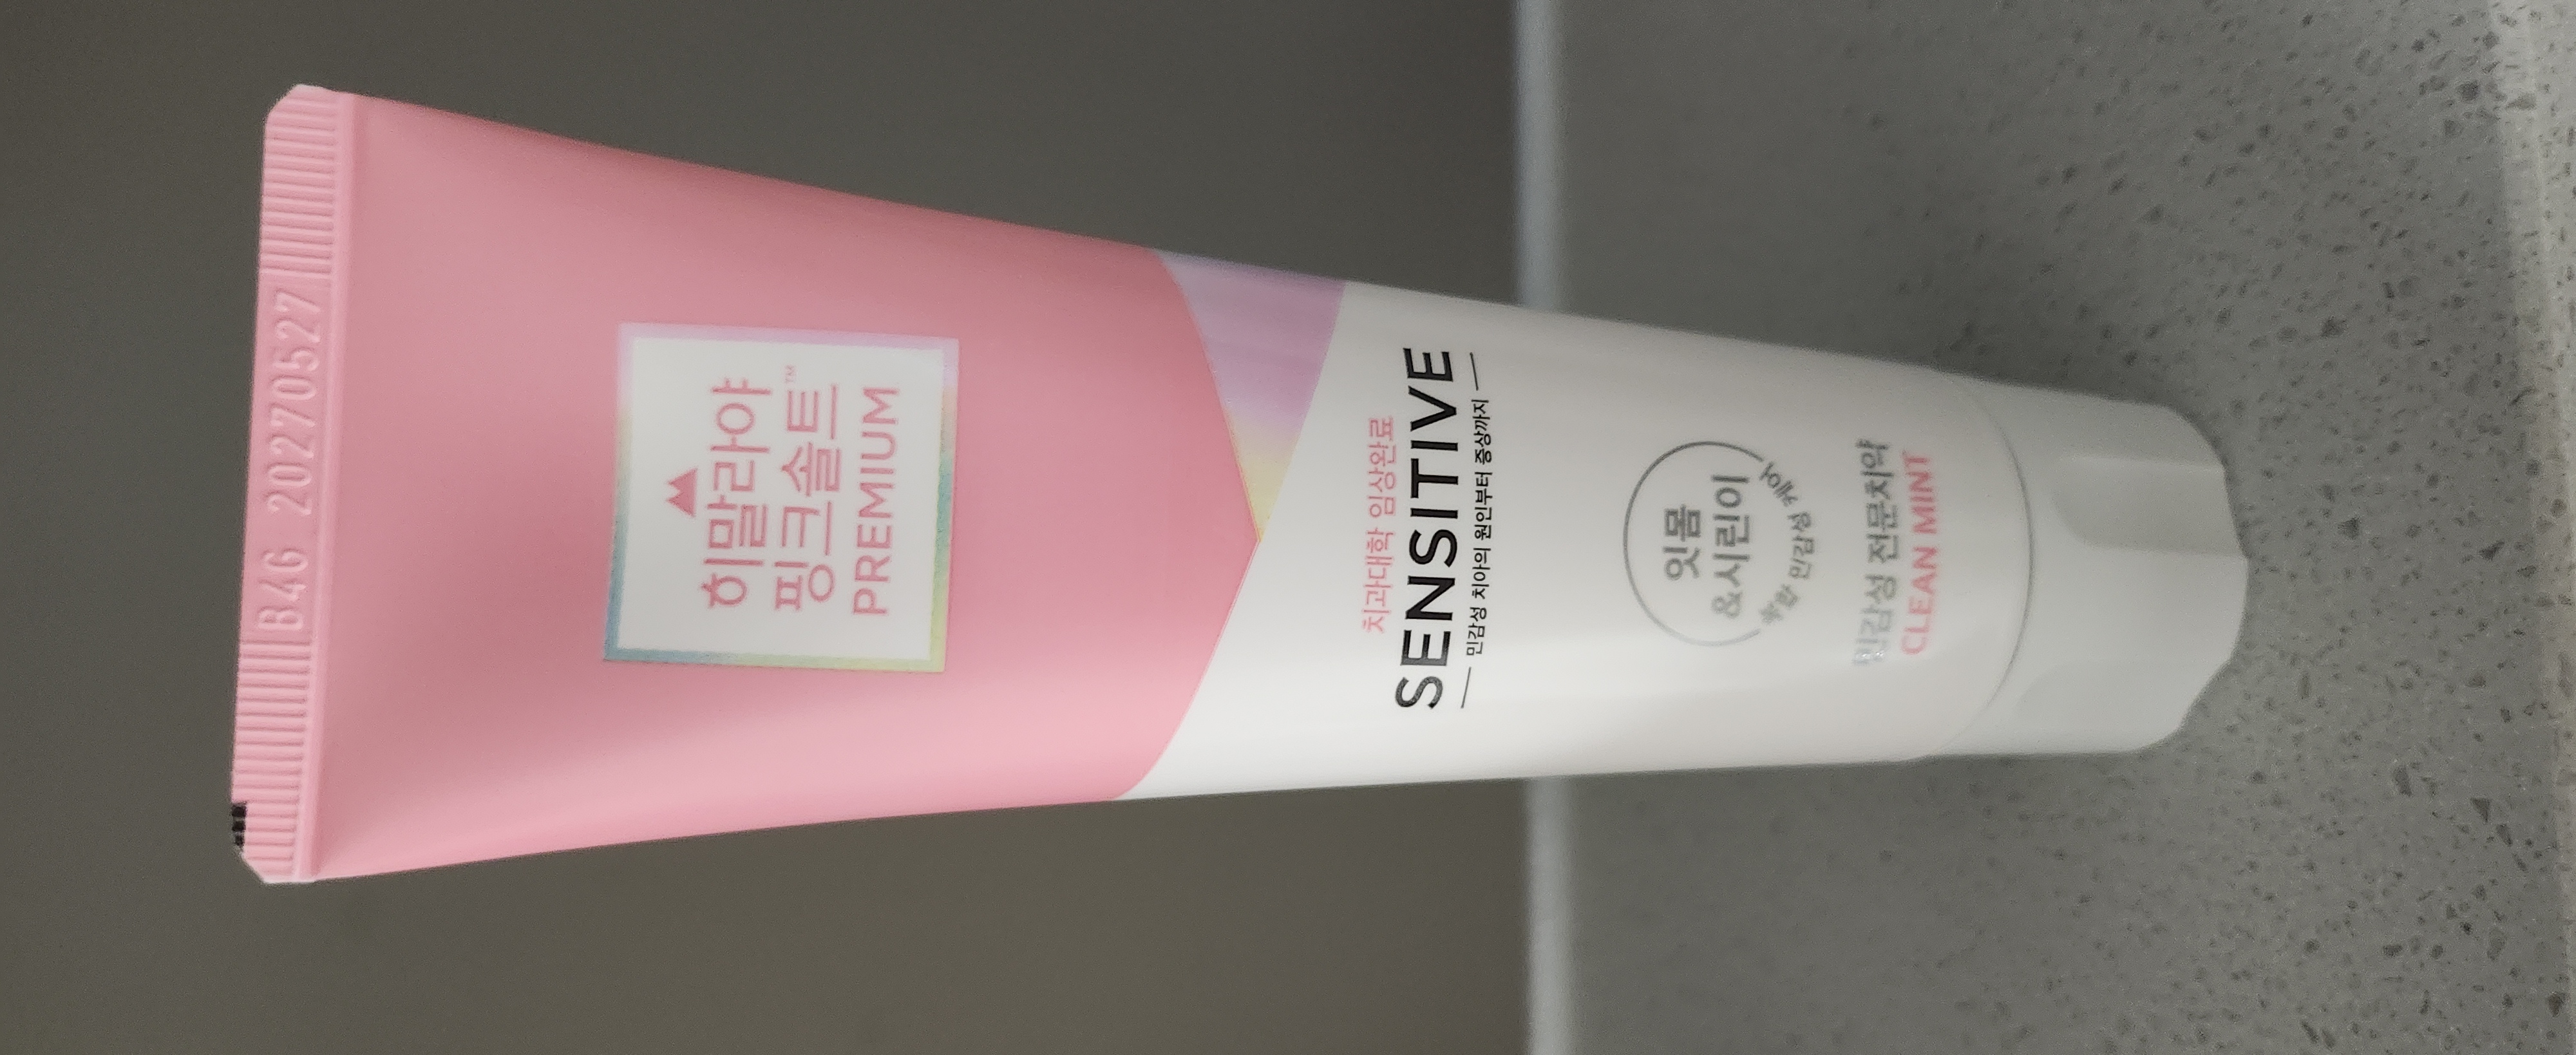 B46 20270527
히말라야
핑크솔트™
PREMIUM
치과대학 임상완료
SENSITIVE
민감성 치아의 원인부터 증상까지
잇몸
&시린이
민감성 케어
민감성 전문치약
CLEAN MINT